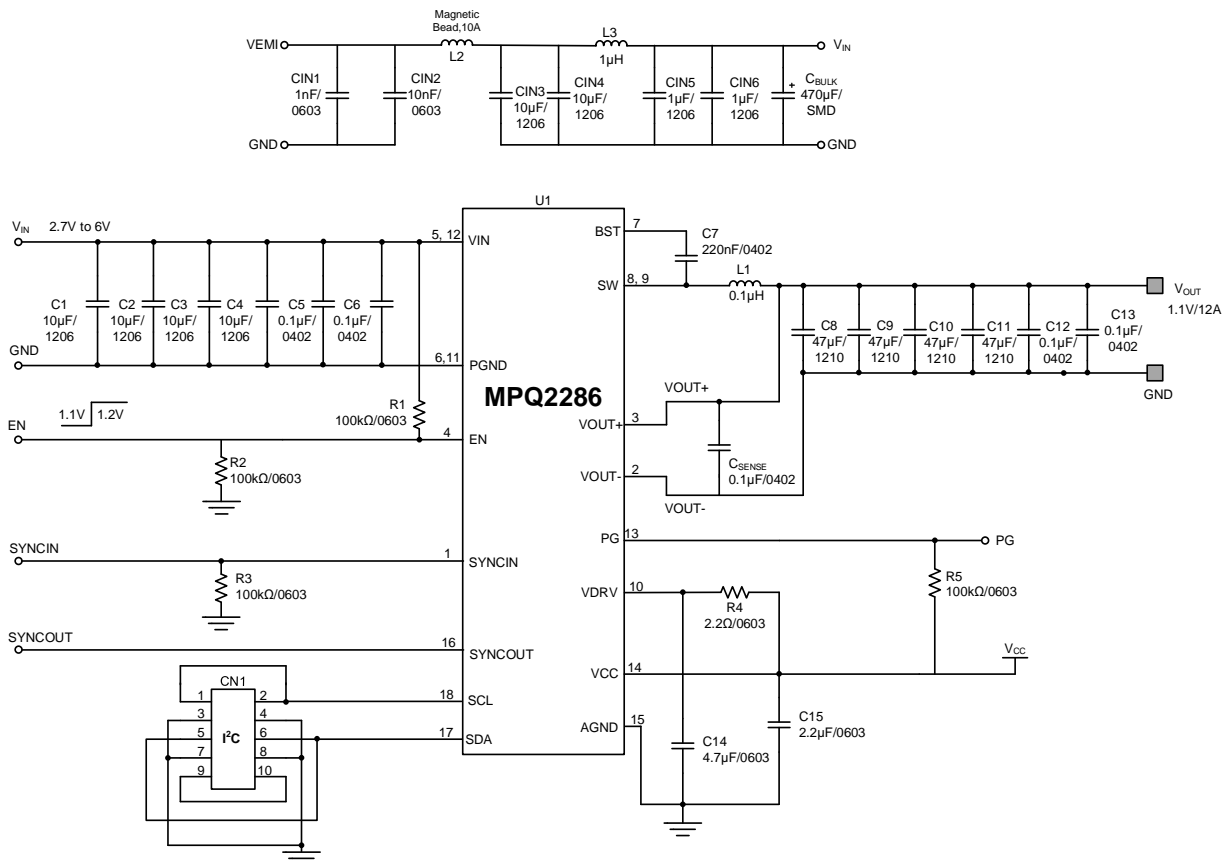 Magnetic
Bead,10A
VEMI
L2
L3
1µH
VIN
CIN1
1nF/
0603
CIN2
10nF/
0603
CIN3
10µF/
1206
CIN4
10µF/
1206
CIN5
1µF/
1206
CIN6
1µF/
1206
+
CBULK
470µF/
SMD
GND
GND
U1
VIN
2.7V to 6V
5, 12
VIN
C1
10µF/
1206
C2
10µF/
1206
C3
10µF/
1206
C4
10µF/
1206
C5
0.1µF/
0402
C6
0.1µF/
0402
GND
6,11
PGND
R1
100kΩ/0603
EN
1.1V
1.2V
4
EN
R2
100kΩ/0603
SYNCIN
1
SYNCIN
R3
100kΩ/0603
SYNCOUT
16
SYNCOUT
CN1
I²C
1
2
3
4
5
6
7
8
9
10
18
SCL
17
SDA
MPQ2286
BST
7
C7
220nF/0402
SW
8, 9
L1
0.1µH
VOUT
1.1V/12A
C8
47µF/
1210
C9
47µF/
1210
C10
47µF/
1210
C11
47µF/
1210
C12
0.1µF/
0402
C13
0.1µF/
0402
GND
VOUT+
VOUT+
3
CSENSE
0.1µF/0402
VOUT-
2
VOUT-
PG
13
PG
R5
100kΩ/0603
VDRV
10
R4
2.2Ω/0603
VCC
14
VCC
AGND
15
C14
4.7µF/0603
C15
2.2µF/0603